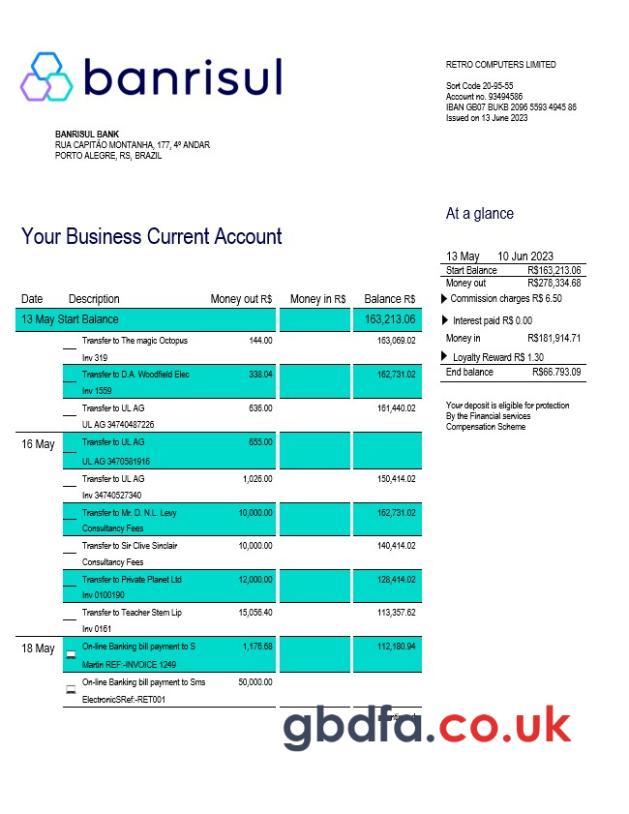 banrisul
RETRO COMPUTERS LIMITED
Sort Code 20-95-55
Account no. 93494586
IBAN GB07 BUKB 2096 5593 4945 86
Issued on 13 June 2023
BANRISUL BANK
RUA CAPITÃO MONTANHA, 177, 4º ANDAR
PORTO ALEGRE, RS, BRAZIL
At a glance
13 May 10 Jun 2023
Start Balance R$163,213.06
Money out R$278,334.68
Commission charges R$ 6.50
Interest paid R$ 0.00
Money in R$181,914.71
Loyalty Reward R$ 1.30
End balance R$66.793.09
Your deposit is eligible for protection
By the Financial services
Compensation Scheme
Your Business Current Account
Date Description Money out R$ Money in R$ Balance R$
13 May Start Balance 163,213.06
Transfer to The magic Octopus 144.00 163,069.02
Inv 319
Transfer to D.A. Woodfield Elec 338.04 162,731.02
Inv 1559
Transfer to UL AG 636.00 161,440.02
UL AG 34740487226
16 May Transfer to UL AG 655.00
UL AG 3470581916
Transfer to UL AG 1,026.00 150,414.02
Inv 34740527340
Transfer to Mr. D. N.L. Levy 10,000.00 162,731.02
Consultancy Fees
Transfer to Sir Clive Sinclair 10,000.00 140,414.02
Consultancy Fees
Transfer to Private Planet Ltd 12,000.00 128,414.02
Inv 0100190
Transfer to Teacher Stem Lip 15,056.40 113,357.62
Inv 0161
18 May On-line Banking bill payment to S 1,176.68 112,180.94
Martin REF:-INVOICE 1249
On-line Banking bill payment to Sms 50,000.00
ElectronicSRef:-RET001
gbdfa.co.uk